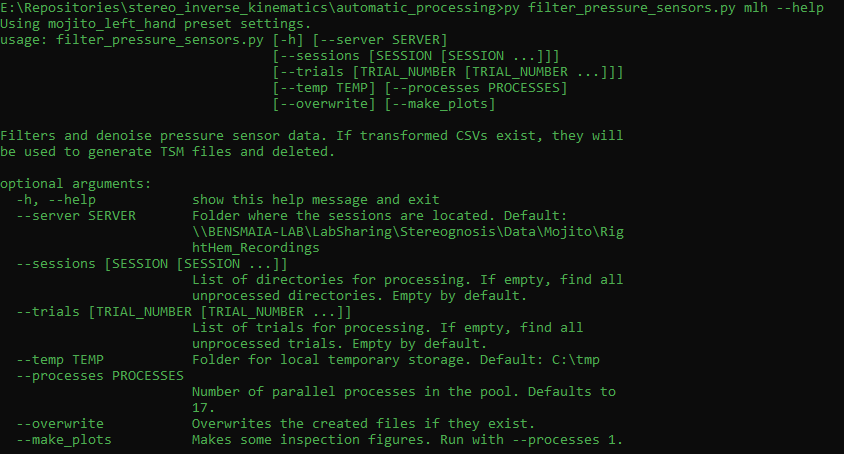 E:\Repositories\stereo_inverse_kinematics\automatic_processing>py filter_pressure_sensors.py mlh --help
Using mojito_left_hand preset settings.
usage: filter_pressure_sensors.py [-h] [--server SERVER]
                                  [--sessions [SESSION [SESSION ...]]]
                                  [--trials [TRIAL_NUMBER [TRIAL_NUMBER ...]]]
                                  [--temp TEMP] [--processes PROCESSES]
                                  [--overwrite] [--make_plots]

Filters and denoise pressure sensor data. If transformed CSVs exist, they will
be used to generate TSM files and deleted.

optional arguments:
  -h, --help            show this help message and exit
  --server SERVER       Folder where the sessions are located. Default:
                        \\BENSMAIA-LAB\LabSharing\Stereognosis\Data\Mojito\Rig
                        htHem_Recordings
  --sessions [SESSION [SESSION ...]]
                        List of directories for processing. If empty, find all
                        unprocessed directories. Empty by default.
  --trials [TRIAL_NUMBER [TRIAL_NUMBER ...]]
                        List of trials for processing. If empty, find all
                        unprocessed trials. Empty by default.
  --temp TEMP           Folder for local temporary storage. Default: C:\tmp
  --processes PROCESSES
                        Number of parallel processes in the pool. Defaults to
                        17.
  --overwrite           Overwrites the created files if they exist.
  --make_plots          Makes some inspection figures. Run with --processes 1.